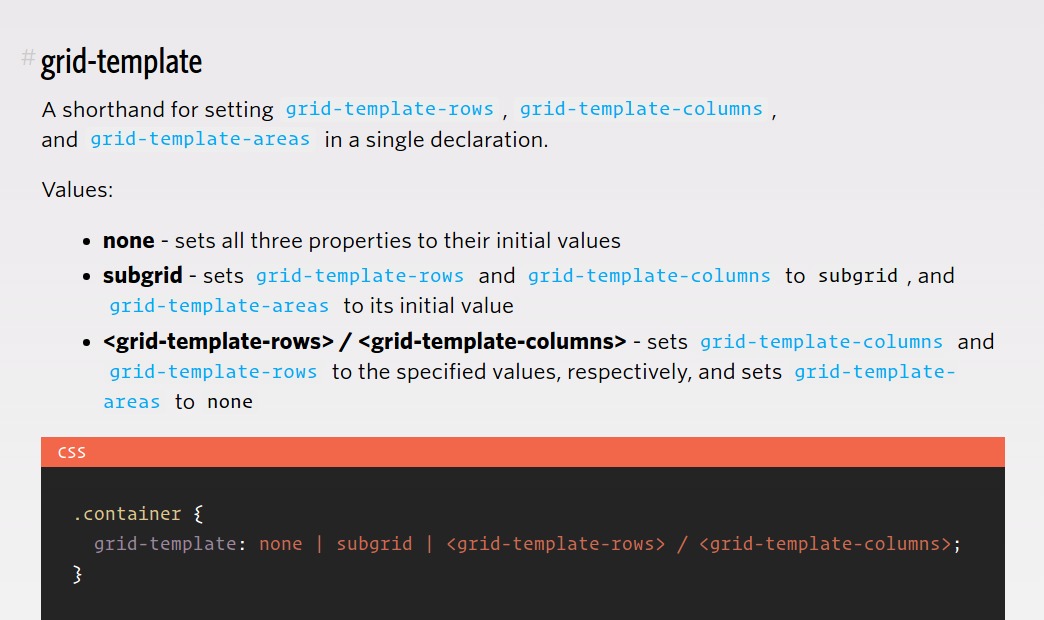 # grid-template
A shorthand for setting grid-template-rows , grid-template-columns ,
and grid-template-areas in a single declaration.
Values:
• none - sets all three properties to their initial values
• subgrid - sets grid-template-rows and grid-template-columns to subgrid , and
grid-template-areas to its initial value
• <grid-template-rows> / <grid-template-columns> - sets grid-template-columns and
grid-template-rows to the specified values, respectively, and sets grid-template-
areas to none
CSS
.container {
  grid-template: none | subgrid | <grid-template-rows> / <grid-template-columns>;
}